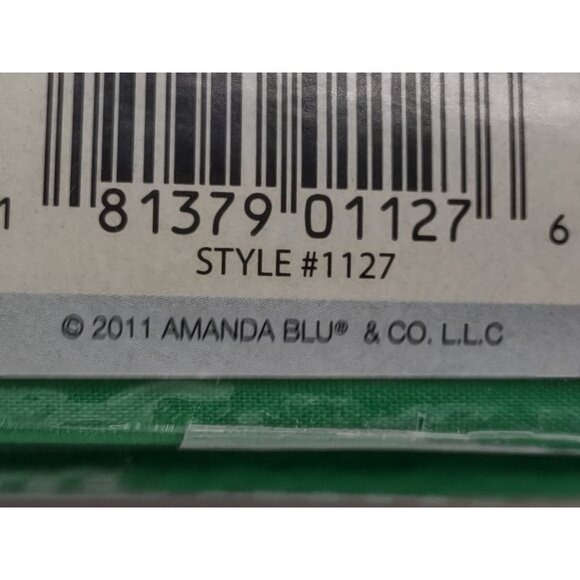 1 81379 01127 6
STYLE #1127
© 2011 AMANDA BLU® & CO. L.L.C